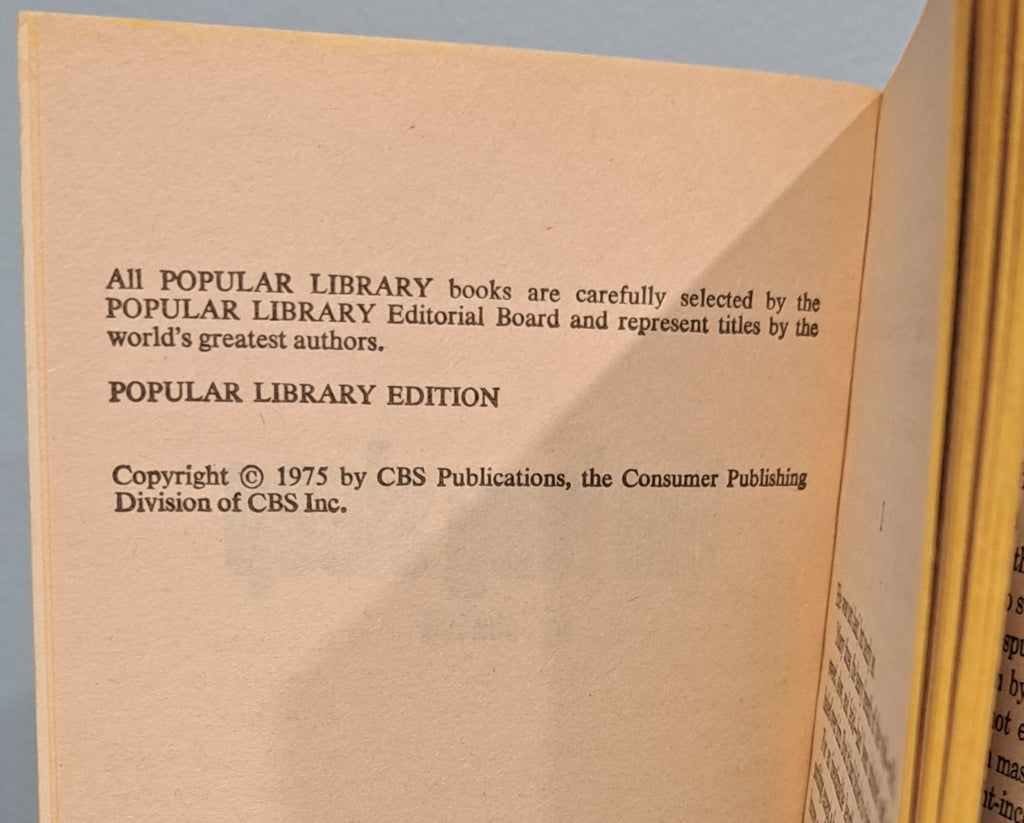 All POPULAR LIBRARY books are carefully selected by the
POPULAR LIBRARY Editorial Board and represent titles by the
world's greatest authors.
POPULAR LIBRARY EDITION
Copyright © 1975 by CBS Publications, the Consumer Publishing
Division of CBS Inc.